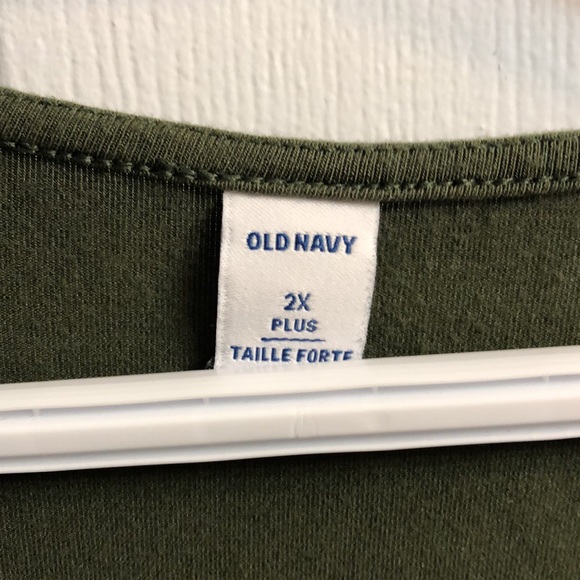 OLD NAVY
2X
PLUS
TAILLE FORTE